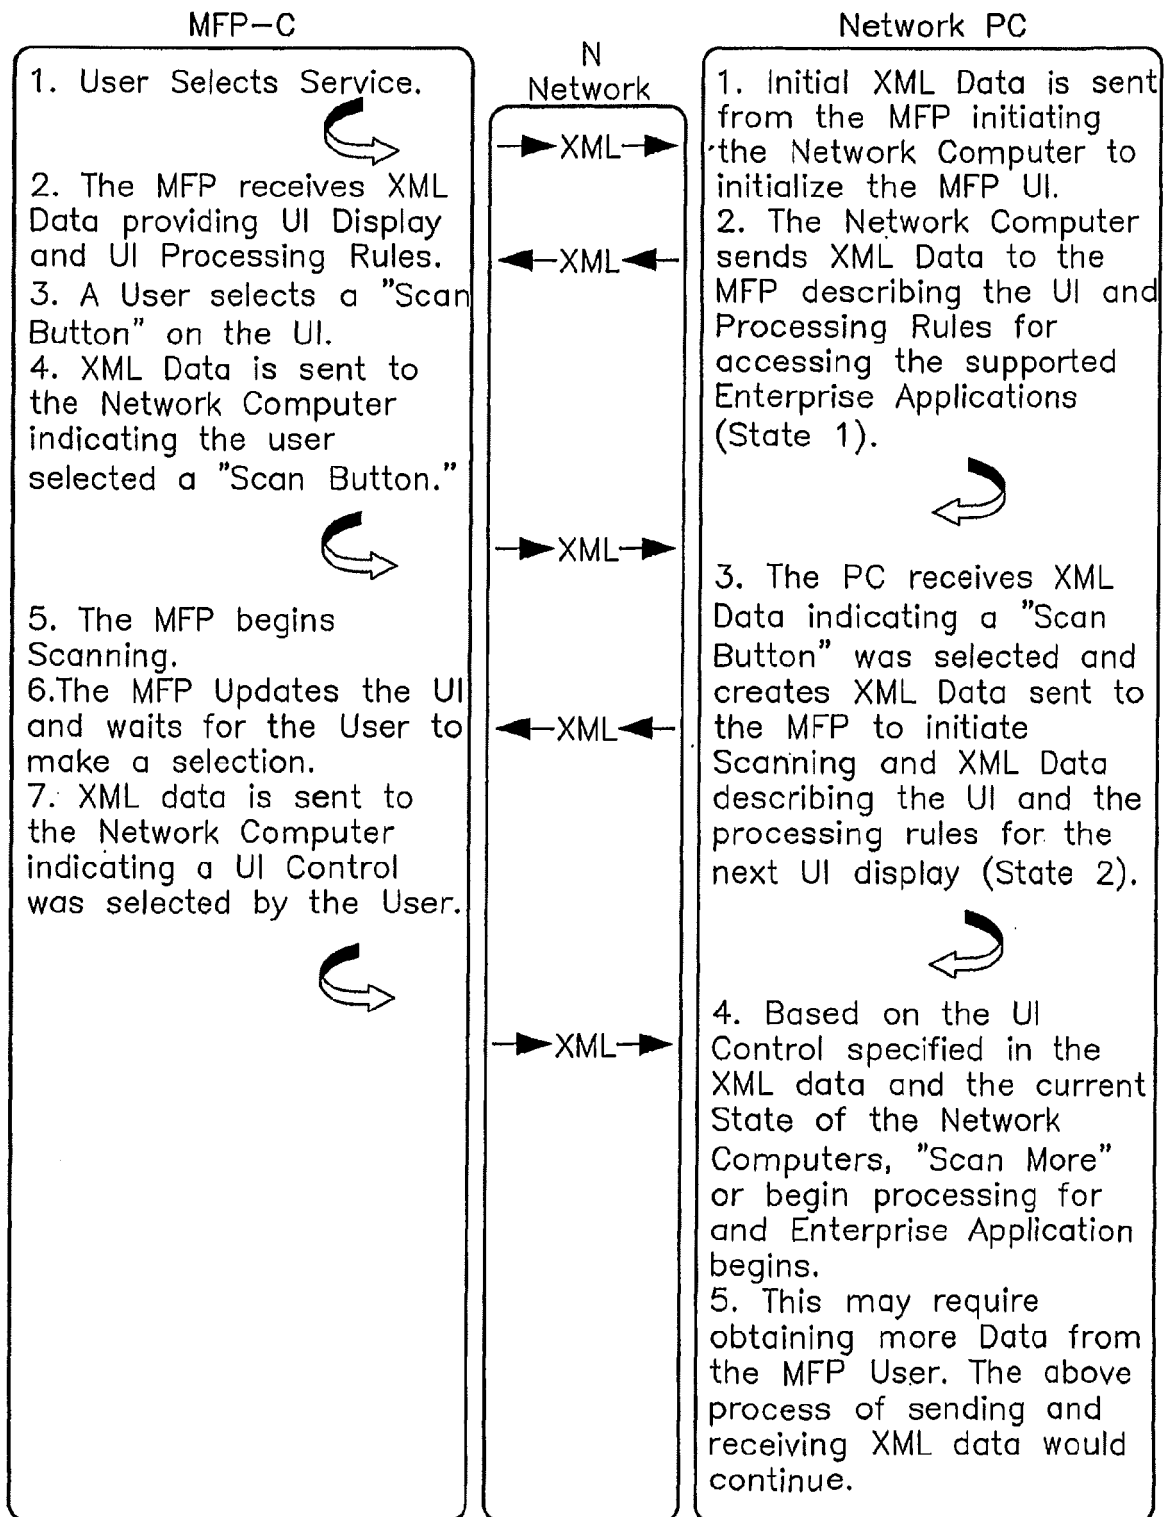 MFP-C
1. User Selects Service.
2. The MFP receives XML
Data providing UI Display
and UI Processing Rules.
3. A User selects a "Scan
Button" on the UI.
4. XML Data is sent to
the Network Computer
indicating the user
selected a "Scan Button."
5. The MFP begins
Scanning.
6.The MFP Updates the UI
and waits for the User to
make a selection.
7. XML data is sent to
the Network Computer
indicating a UI Control
was selected by the User.
N
Network
XML
XML
XML
XML
XML
Network PC
1. Initial XML Data is sent
from the MFP initiating
the Network Computer to
initialize the MFP UI.
2. The Network Computer
sends XML Data to the
MFP describing the UI and
Processing Rules for
accessing the supported
Enterprise Applications
(State 1).
3. The PC receives XML
Data indicating a "Scan
Button" was selected and
creates XML Data sent to
the MFP to initiate
Scanning and XML Data
describing the UI and the
processing rules for the
next UI display (State 2).
4. Based on the UI
Control specified in the
XML data and the current
State of the Network
Computers, "Scan More"
or begin processing for
and Enterprise Application
begins.
5. This may require
obtaining more Data from
the MFP User. The above
process of sending and
receiving XML data would
continue.